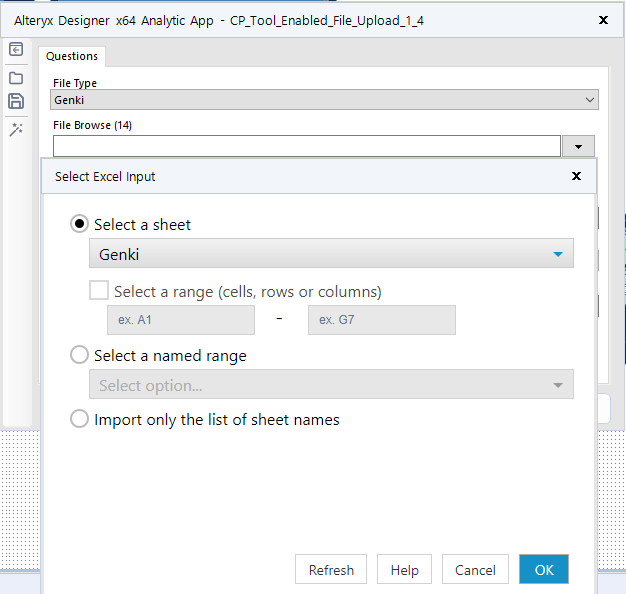 Alteryx Designer x64 Analytic App - CP_Tool_Enabled_File_Upload_1_4
Questions
File Type
Genki
File Browse (14)
Select Excel Input
Select a sheet
Genki
Select a range (cells, rows or columns)
ex. A1 - ex. G7
Select a named range
Select option...
Import only the list of sheet names
Refresh Help Cancel OK